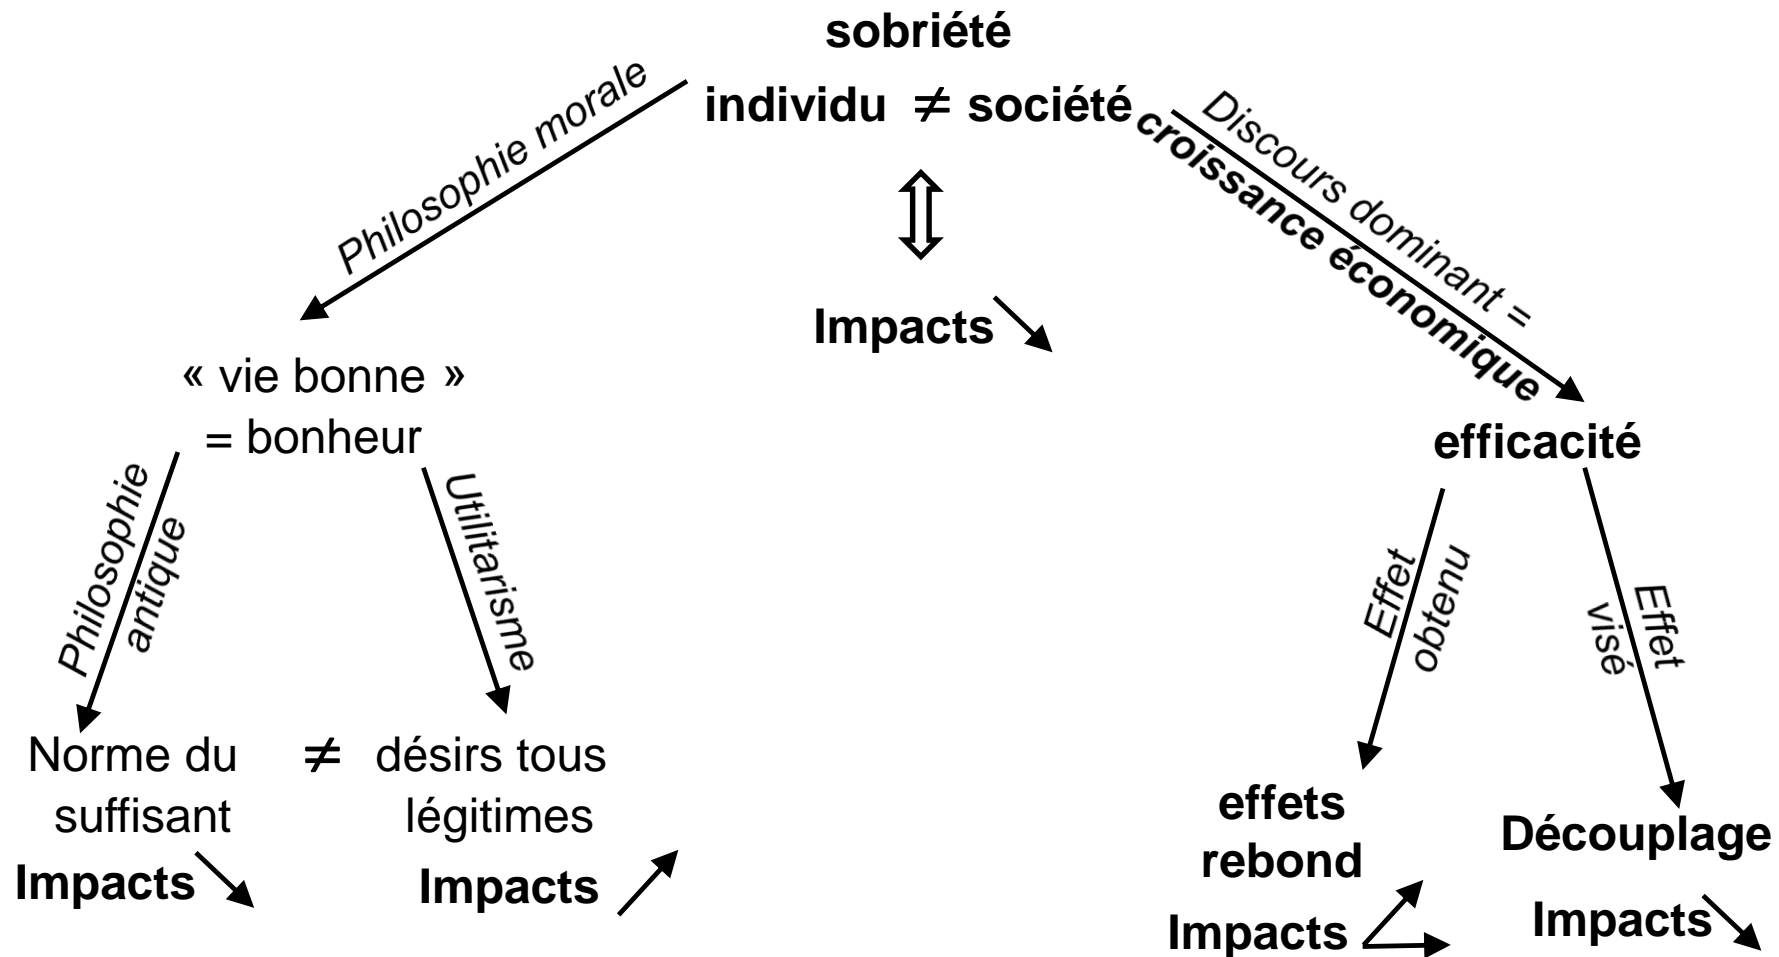 sobriété
individu ≠ société
Philosophie morale
Discours dominant =
croissance économique
Impacts
« vie bonne »
= bonheur
efficacité
Philosophie
antique
Utilitarisme
Effet
obtenu
Effet
visé
Norme du ≠ désirs tous
suffisant légitimes
Impacts Impacts
effets
rebond
Impacts
Découplage
Impacts